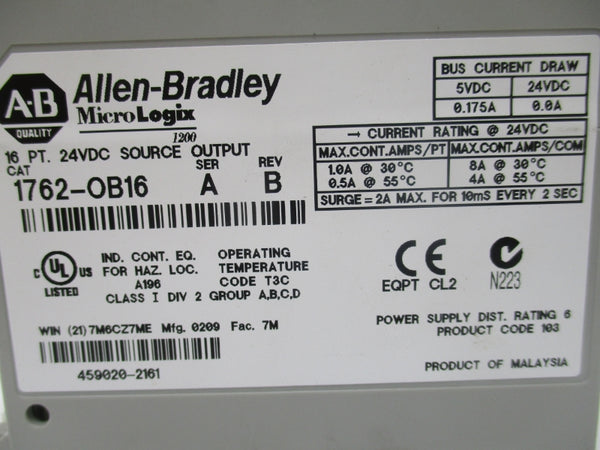 A-B
QUALITY
Allen-Bradley
MicroLogix
1200
16 PT. 24VDC SOURCE OUTPUT
CAT SER REV
1762-OB16 A B
BUS CURRENT DRAW
5VDC 24VDC
0.175A 0.0A
→ CURRENT RATING @ 24VDC
MAX.CONT.AMPS/PT MAX.CONT.AMPS/COM
1.0A @ 30°C 8A @ 30°C
0.5A @ 55°C 4A @ 55°C
SURGE = 2A MAX. FOR 10mS EVERY 2 SEC
C UL US
LISTED
IND. CONT. EQ.
FOR HAZ. LOC.
A196
OPERATING
TEMPERATURE
CODE T3C
CLASS I DIV 2 GROUP A,B,C,D
CE
EQPT CL2
N223
WIN (21) 7M6CZ7ME Mfg. 0209 Fac. 7M
459020-2161
POWER SUPPLY DIST. RATING 6
PRODUCT CODE 103
PRODUCT OF MALAYSIA